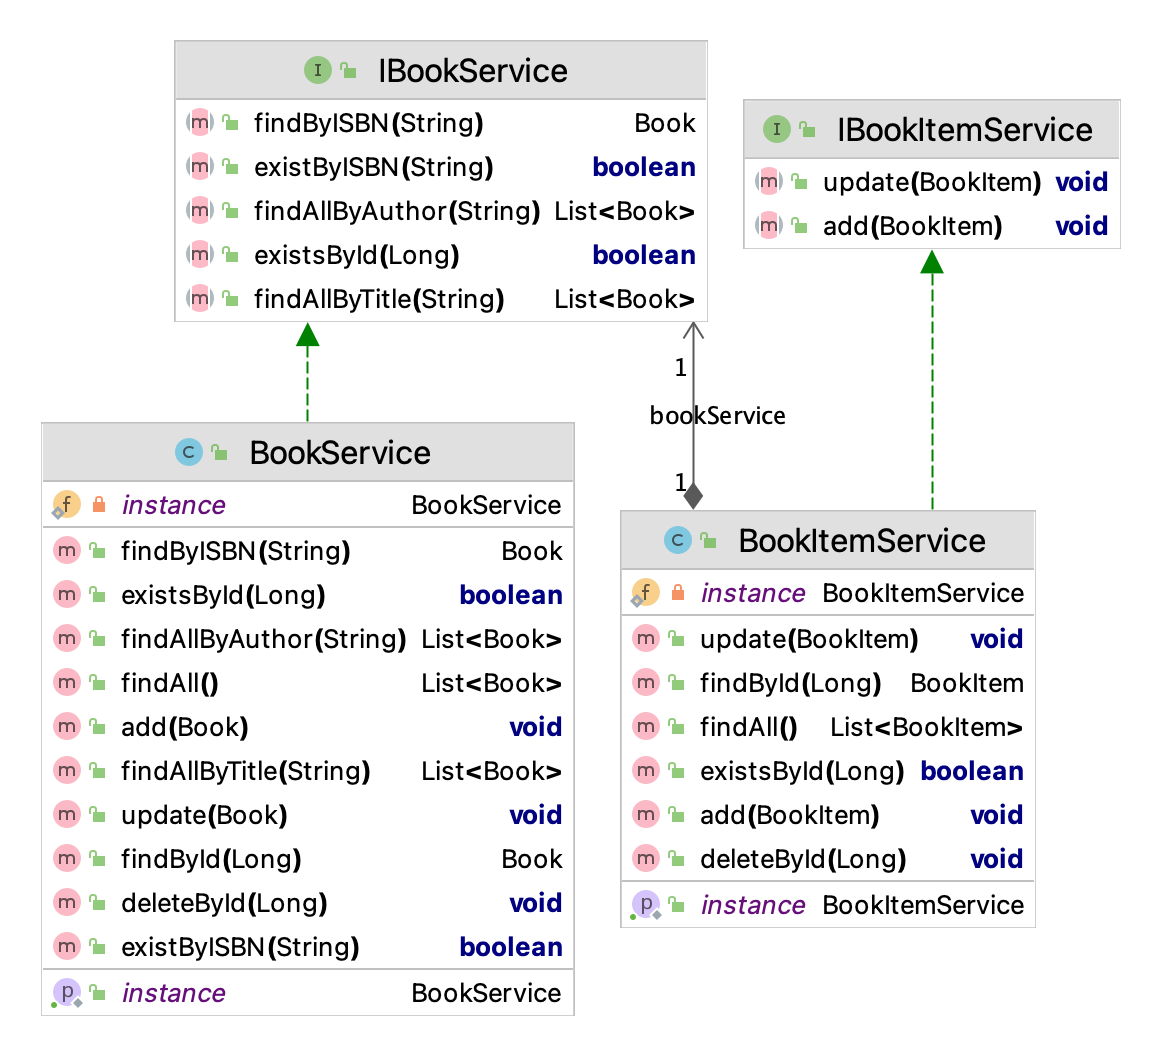 I IBookService
m findByISBN(String) Book
m existByISBN(String) boolean
m findAllByAuthor(String) List<Book>
m existsById(Long) boolean
m findAllByTitle(String) List<Book>
I IBookItemService
m update(BookItem) void
m add(BookItem) void
1
bookService
1
C BookService
f instance BookService
m findByISBN(String) Book
m existsById(Long) boolean
m findAllByAuthor(String) List<Book>
m findAll() List<Book>
m add(Book) void
m findAllByTitle(String) List<Book>
m update(Book) void
m findById(Long) Book
m deleteById(Long) void
m existByISBN(String) boolean
p instance BookService
C BookItemService
f instance BookItemService
m update(BookItem) void
m findById(Long) BookItem
m findAll() List<BookItem>
m existsById(Long) boolean
m add(BookItem) void
m deleteById(Long) void
p instance BookItemService